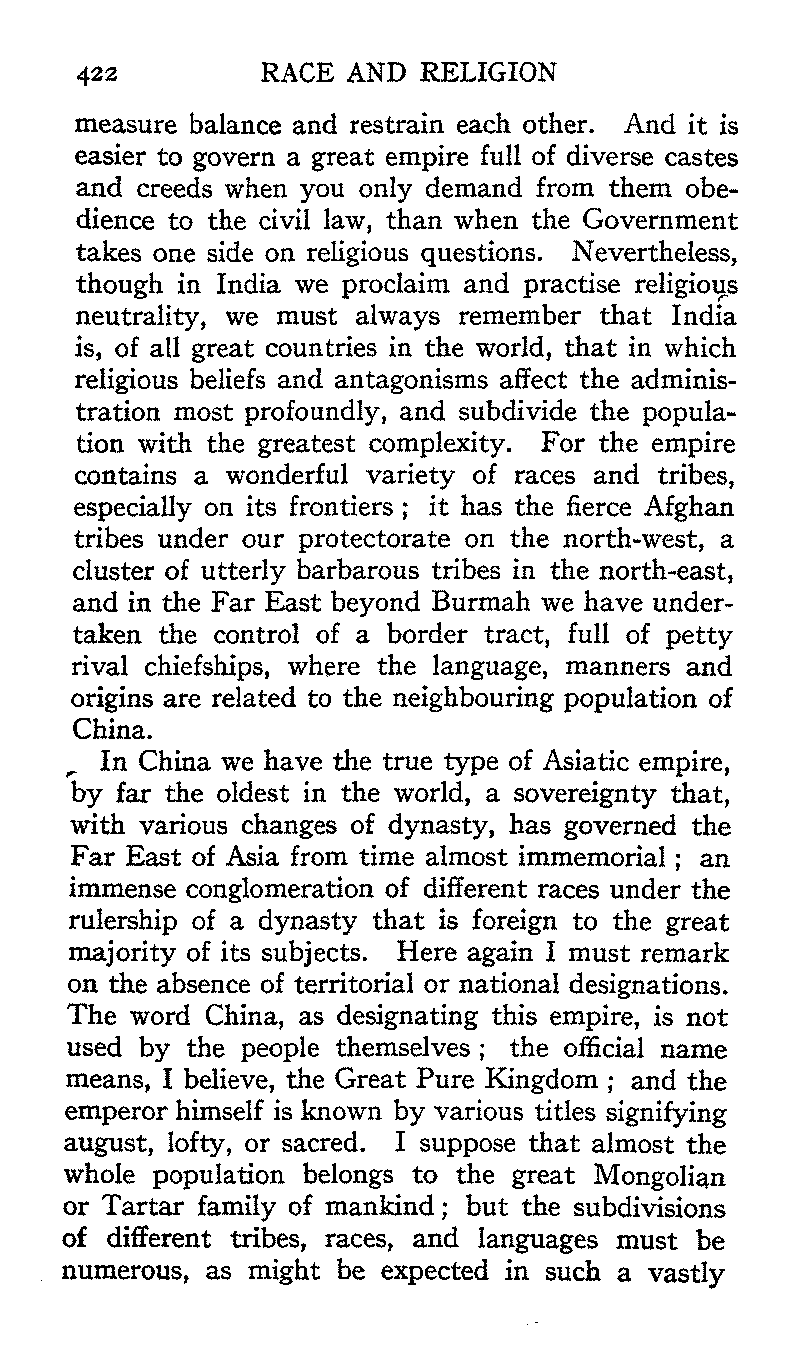 422 RACE AND RELIGION
measure balance and restrain each other. And it is
easier to govern a great empire full of diverse castes
and creeds when you only demand from them obe-
dience to the civil law, than when the Government
takes one side on religious questions. Nevertheless,
though in India we proclaim and practise religious
neutrality, we must always remember that India
is, of all great countries in the world, that in which
religious beliefs and antagonisms affect the adminis-
tration most profoundly, and subdivide the popula-
tion with the greatest complexity. For the empire
contains a wonderful variety of races and tribes,
especially on its frontiers ; it has the fierce Afghan
tribes under our protectorate on the north-west, a
cluster of utterly barbarous tribes in the north-east,
and in the Far East beyond Burmah we have under-
taken the control of a border tract, full of petty
rival chiefships, where the language, manners and
origins are related to the neighbouring population of
China.
In China we have the true type of Asiatic empire,
by far the oldest in the world, a sovereignty that,
with various changes of dynasty, has governed the
Far East of Asia from time almost immemorial ; an
immense conglomeration of different races under the
rulership of a dynasty that is foreign to the great
majority of its subjects. Here again I must remark
on the absence of territorial or national designations.
The word China, as designating this empire, is not
used by the people themselves ; the official name
means, I believe, the Great Pure Kingdom ; and the
emperor himself is known by various titles signifying
august, lofty, or sacred. I suppose that almost the
whole population belongs to the great Mongolian
or Tartar family of mankind ; but the subdivisions
of different tribes, races, and languages must be
numerous, as might be expected in such a vastly